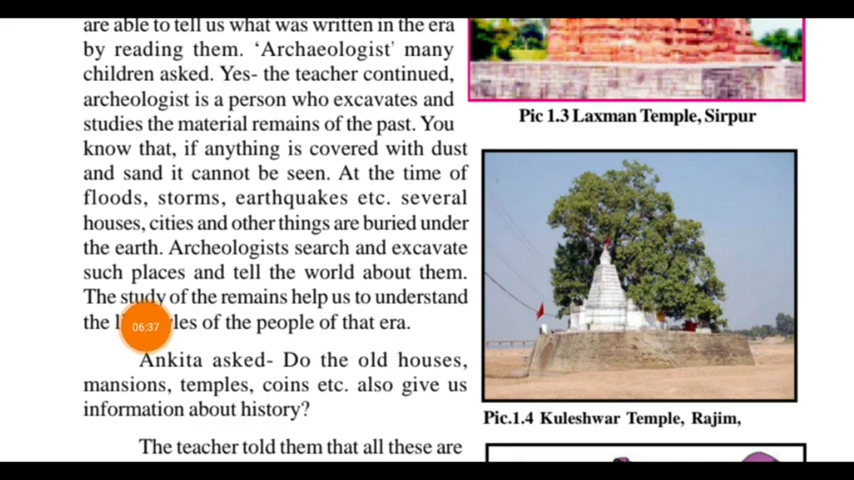 are able to tell us what was written in the era
by reading them. ‘Archaeologist’ many
children asked. Yes- the teacher continued,
archeologist is a person who excavates and
studies the material remains of the past. You
know that, if anything is covered with dust
and sand it cannot be seen. At the time of
floods, storms, earthquakes etc. several
houses, cities and other things are buried under
the earth. Archeologists search and excavate
such places and tell the world about them.
The study of the remains help us to understand
the les of the people of that era.
06:37
Ankita asked- Do the old houses,
mansions, temples, coins etc. also give us
information about history?
The teacher told them that all these are
Pic 1.3 Laxman Temple, Sirpur
Pic.1.4 Kuleshwar Temple, Rajim,